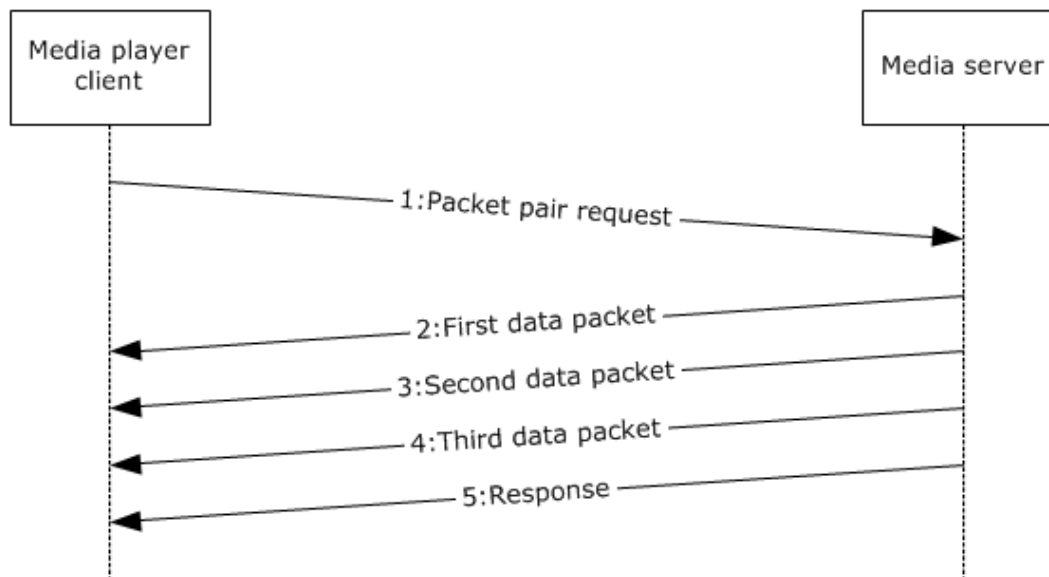 Media player
client
Media server
1:Packet pair request
2:First data packet
3:Second data packet
4:Third data packet
5:Response